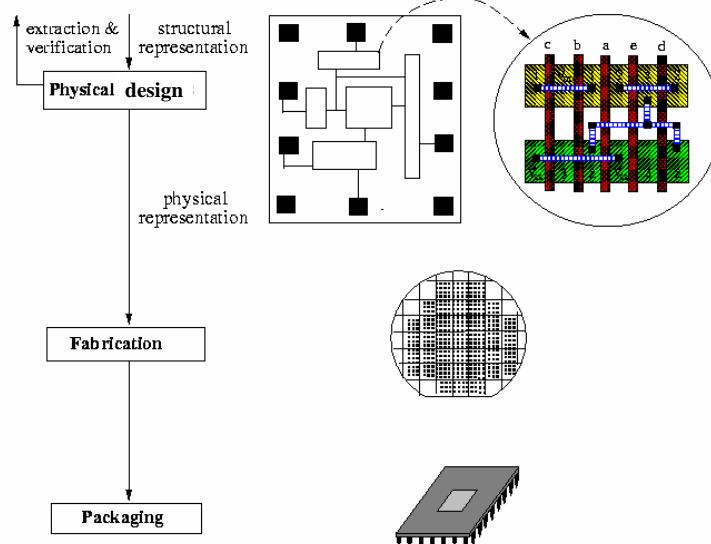 extraction &
verification
structural
representation
Physical design
c b a e d
physical
representation
Fabrication
Packaging